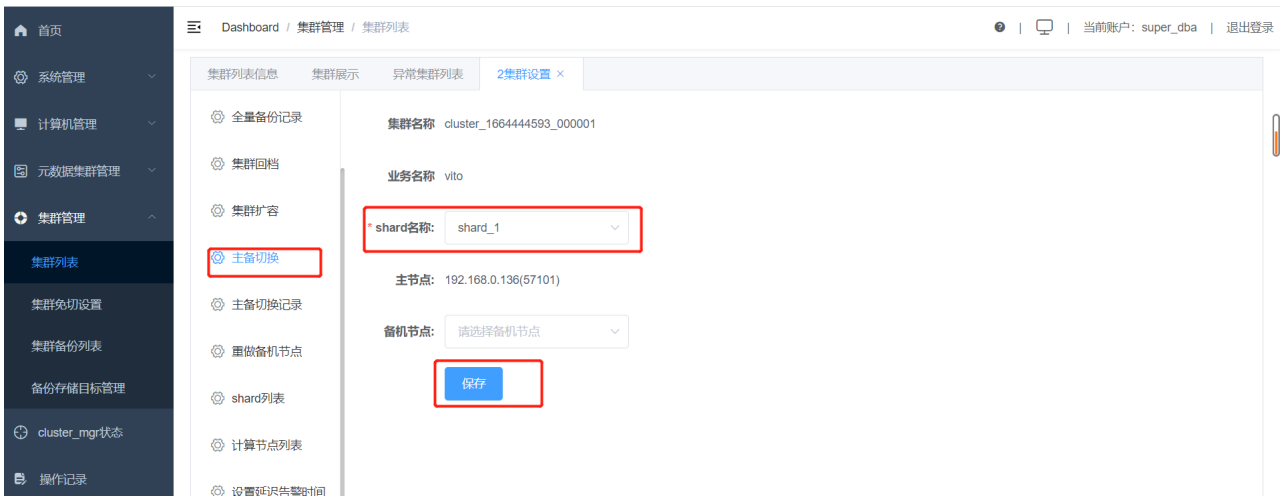 首页
系统管理
计算机管理
元数据集群管理
集群管理
集群列表
集群免切设置
集群备份列表
备份存储目标管理
cluster_mgr状态
操作记录
Dashboard / 集群管理 / 集群列表
| | 当前账户: super_dba | 退出登录
集群列表信息 集群展示 异常集群列表 2集群设置 ×
全量备份记录
集群回档
集群扩容
主备切换
主备切换记录
重做备机节点
shard列表
计算节点列表
设置延迟告警时间
集群名称 cluster_1664444593_000001
业务名称 vito
* shard名称: shard_1
主节点: 192.168.0.136(57101)
备机节点: 请选择备机节点
保存